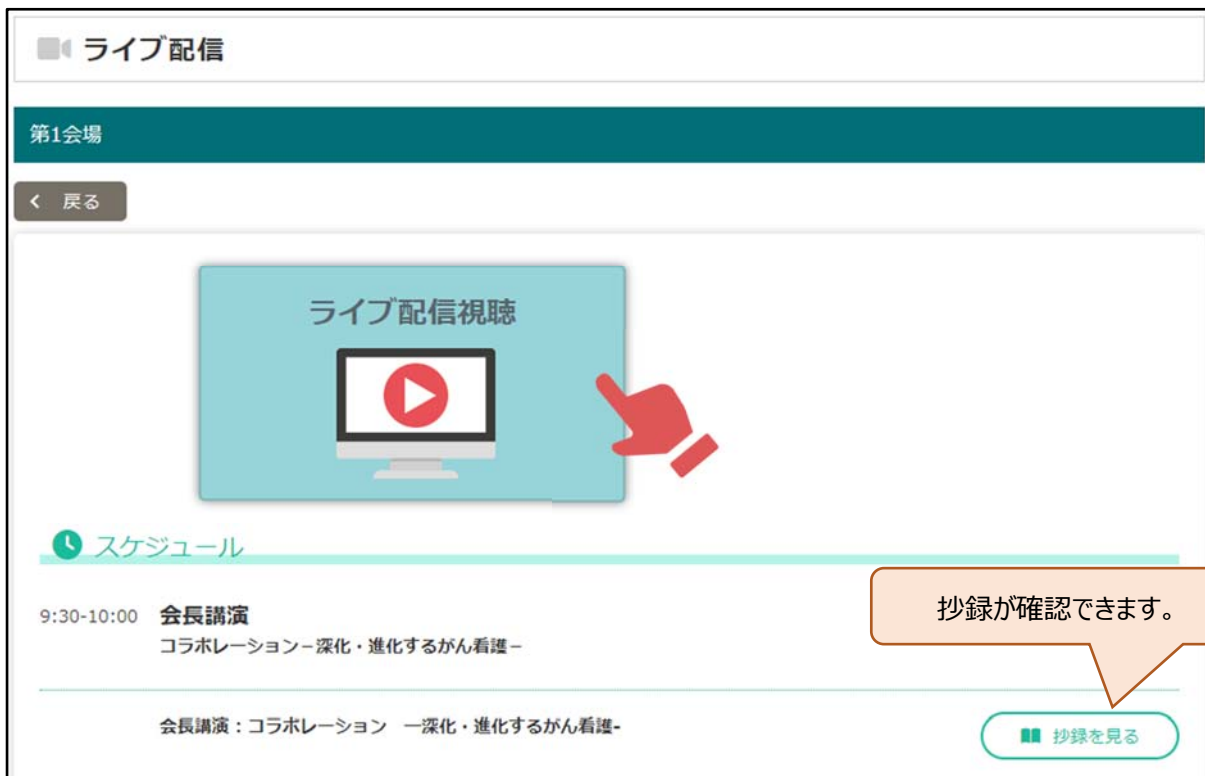 ライブ配信
第1会場
戻る
ライブ配信視聴
スケジュール
9:30-10:00 会長講演
コラボレーション－深化・進化するがん看護－
抄録が確認できます。
会長講演：コラボレーション　―深化・進化するがん看護-
抄録を見る